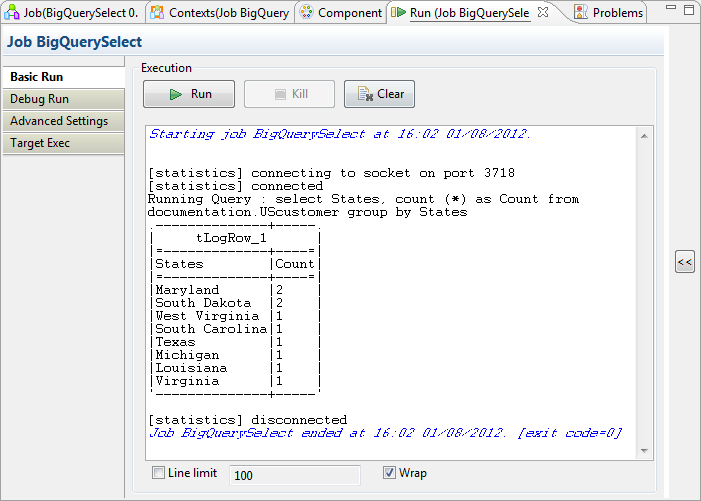 Job(BigQuerySelect 0. Contexts(Job BigQuery Component Run (Job BigQuerySele Problems
Job BigQuerySelect
Basic Run
Debug Run
Advanced Settings
Target Exec
Execution
Run Kill Clear
Starting job BigQuerySelect at 16:02 01/08/2012.
[statistics] connecting to socket on port 3718
[statistics] connected
Running Query : select States, count (*) as Count from
documentation.UScustomer group by States
.--------------+-----.
| tLogRow_1 |
|=-------------+----=|
|States |Count|
|=-------------+----=|
|Maryland |2 |
|South Dakota |2 |
|West Virginia |1 |
|South Carolina|1 |
|Texas |1 |
|Michigan |1 |
|Louisiana |1 |
|Virginia |1 |
'--------------+-----'
[statistics] disconnected
Job BigQuerySelect ended at 16:02 01/08/2012. [exit code=0]
<<
Line limit 100 Wrap